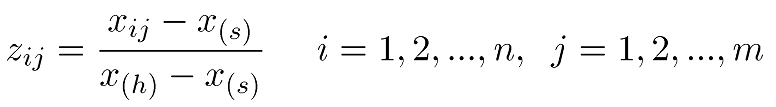 z_{ij} = \frac{x_{ij} - x_{(s)}}{x_{(h)} - x_{(s)}} \quad i = 1, 2, ..., n, \; j = 1, 2, ..., m